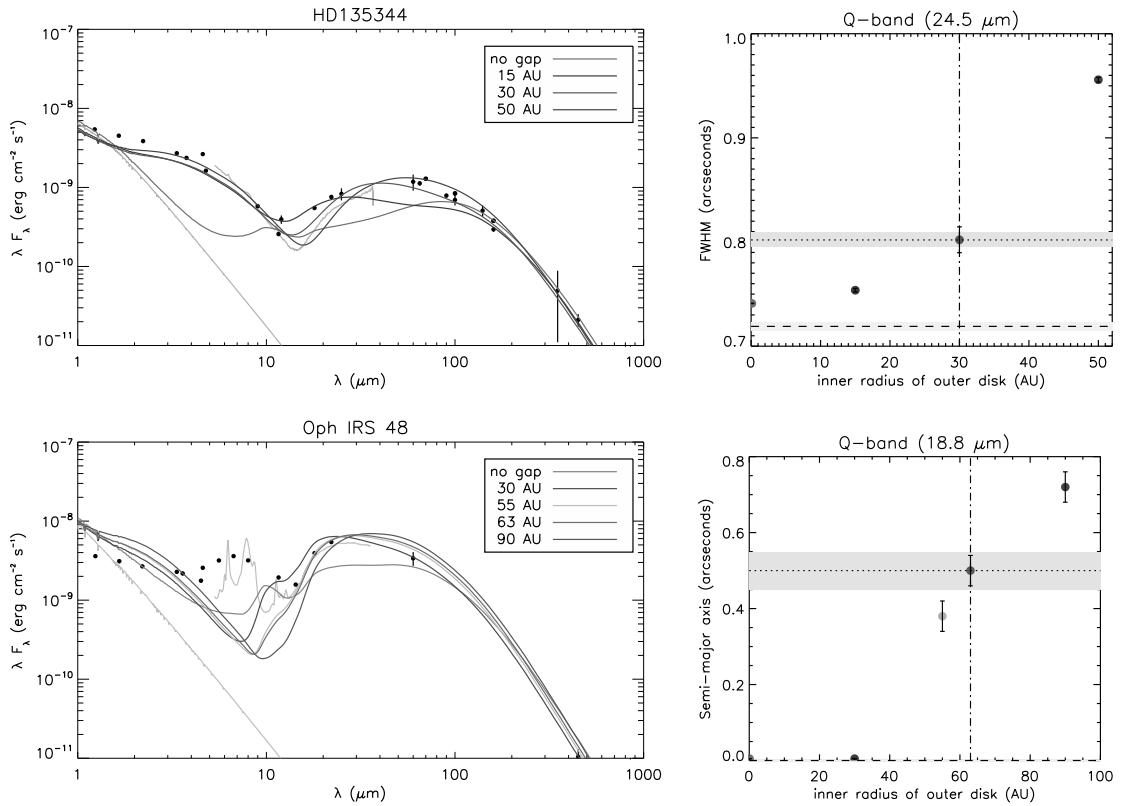 HD135344
10⁻⁷
10⁻⁸
10⁻⁹
10⁻¹⁰
10⁻¹¹
λ F_λ (erg cm⁻² s⁻¹)
no gap
15 AU
30 AU
50 AU
1 10 100 1000
λ (μm)
Q-band (24.5 μm)
1.0
0.9
0.8
0.7
FWHM (arcseconds)
0 10 20 30 40 50
inner radius of outer disk (AU)
Oph IRS 48
10⁻⁷
10⁻⁸
10⁻⁹
10⁻¹⁰
10⁻¹¹
λ F_λ (erg cm⁻² s⁻¹)
no gap
30 AU
55 AU
63 AU
90 AU
1 10 100 1000
λ (μm)
Q-band (18.8 μm)
0.8
0.6
0.4
0.2
0.0
Semi-major axis (arcseconds)
0 20 40 60 80 100
inner radius of outer disk (AU)